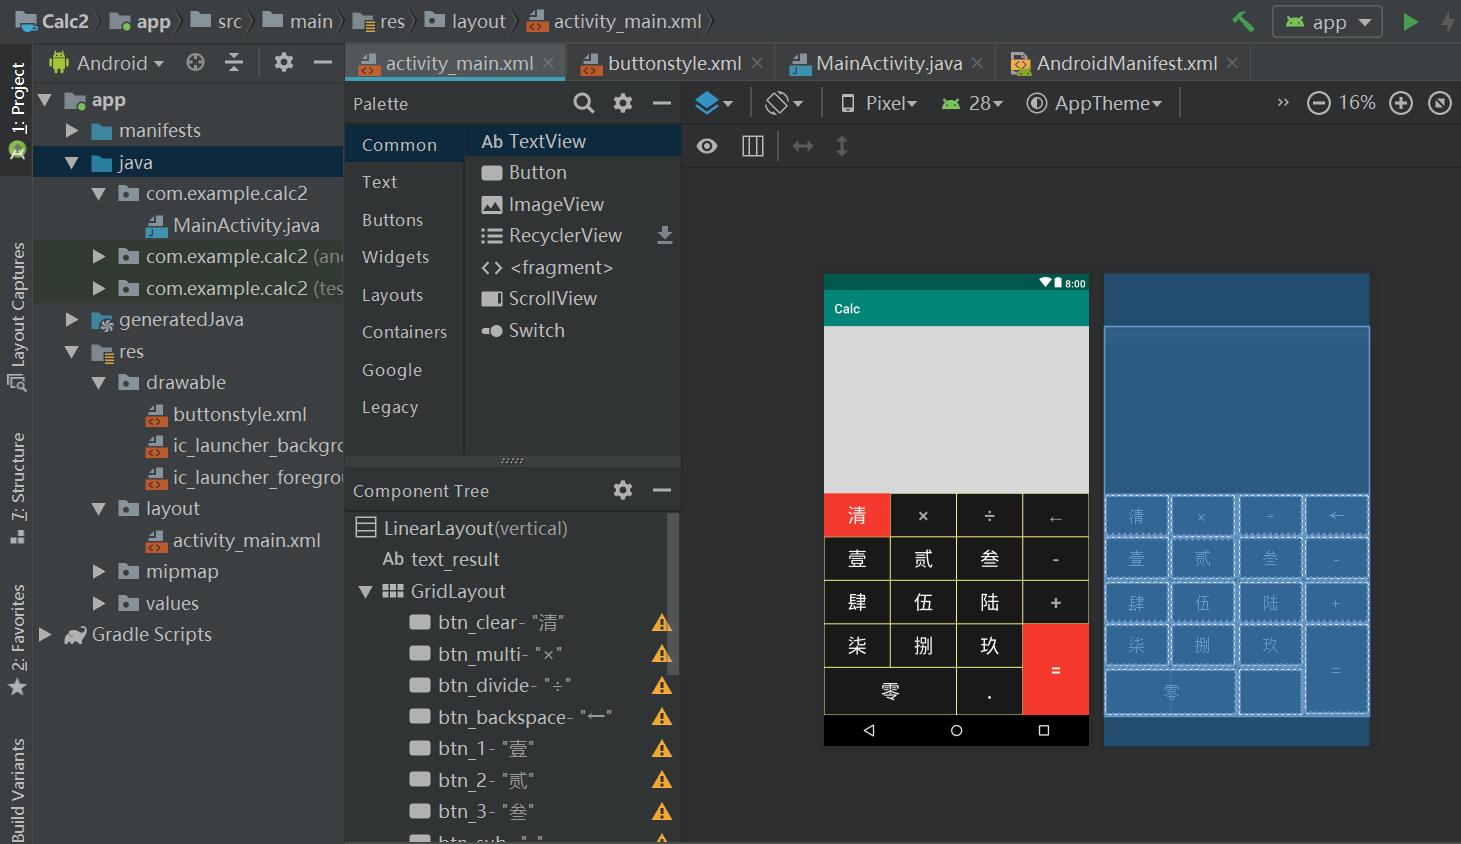 Calc2 app src main res layout activity_main.xml app
1: Project
Layout Captures
7: Structure
2: Favorites
Build Variants
Android
app
manifests
java
com.example.calc2
MainActivity.java
com.example.calc2 (an
com.example.calc2 (tes
generatedJava
res
drawable
buttonstyle.xml
ic_launcher_backgro
ic_launcher_foregrou
layout
activity_main.xml
mipmap
values
Gradle Scripts
activity_main.xml buttonstyle.xml MainActivity.java AndroidManifest.xml
Palette
Common
Text
Buttons
Widgets
Layouts
Containers
Google
Legacy
Ab TextView
Button
ImageView
RecyclerView
<fragment>
ScrollView
Switch
Component Tree
LinearLayout(vertical)
Ab text_result
GridLayout
btn_clear- "清"
btn_multi- "×"
btn_divide- "÷"
btn_backspace- "←"
btn_1- "壹"
btn_2- "贰"
btn_3- "叁"
Pixel 28 AppTheme » 16%
8:00
Calc
清 × ÷ ←
壹 贰 叁 -
肆 伍 陆 +
柒 捌 玖 =
零 .
清 × ÷ ←
壹 贰 叁 -
肆 伍 陆 +
柒 捌 玖 =
零